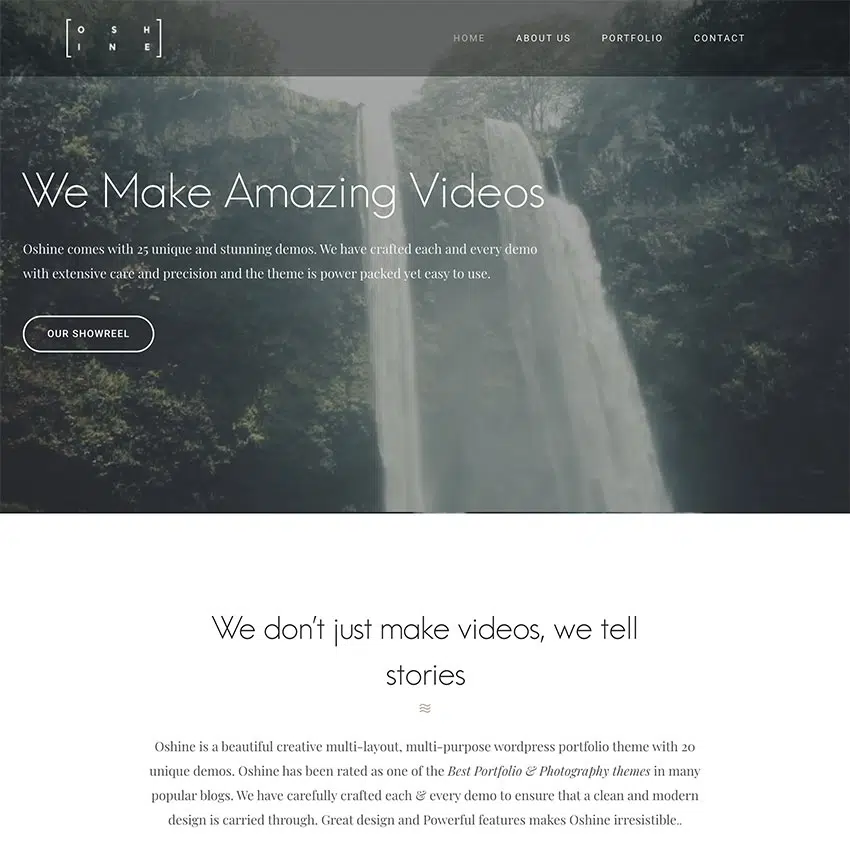 O S H
I N E
HOME ABOUT US PORTFOLIO CONTACT
We Make Amazing Videos
Oshine comes with 25 unique and stunning demos. We have crafted each and every demo
with extensive care and precision and the theme is power packed yet easy to use.
OUR SHOWREEL
We don't just make videos, we tell
stories
Oshine is a beautiful creative multi-layout, multi-purpose wordpress portfolio theme with 20
unique demos. Oshine has been rated as one of the Best Portfolio & Photography themes in many
popular blogs. We have carefully crafted each & every demo to ensure that a clean and modern
design is carried through. Great design and Powerful features makes Oshine irresistible..